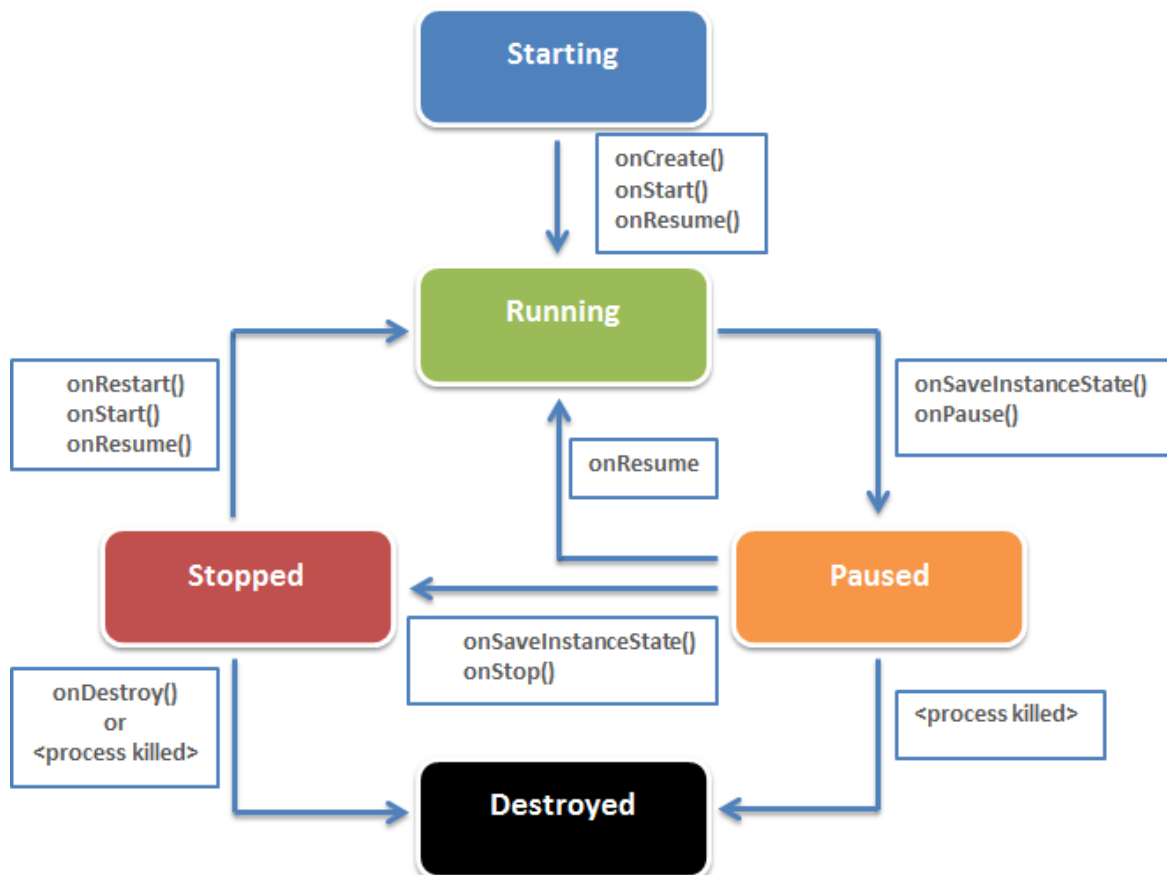 Starting
onCreate()
onStart()
onResume()
Running
onRestart()
onStart()
onResume()
onSaveInstanceState()
onPause()
onResume
Stopped
Paused
onSaveInstanceState()
onStop()
onDestroy()
or
<process killed>
<process killed>
Destroyed